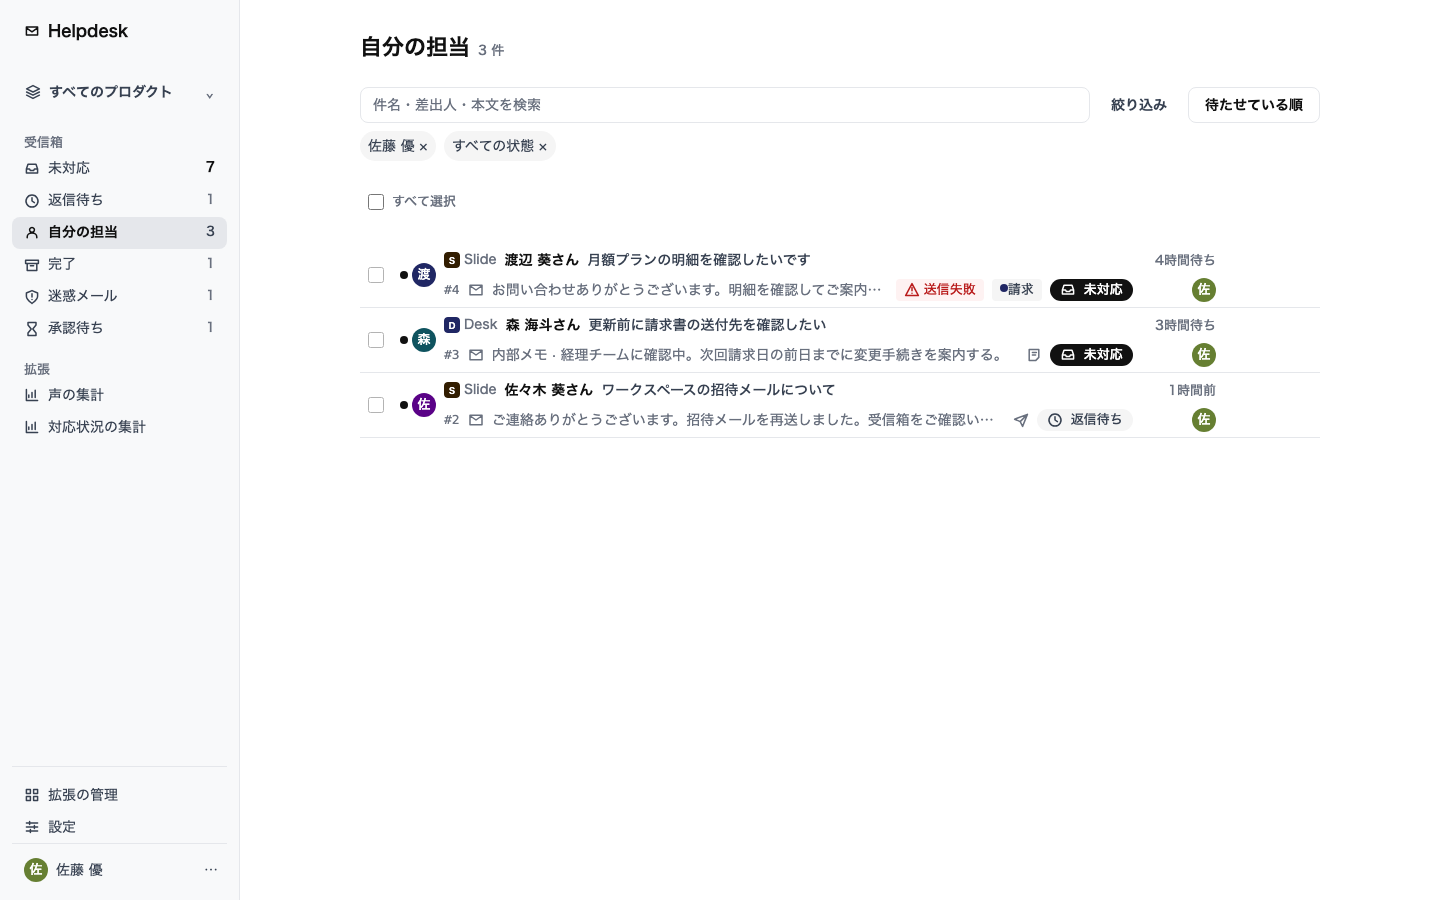 Helpdesk
すべてのプロダクト
受信箱
未対応 7
返信待ち 1
自分の担当 3
完了 1
迷惑メール 1
承認待ち 1
拡張
声の集計
対応状況の集計
拡張の管理
設定
佐 佐藤 優 ...
自分の担当 3 件
件名・差出人・本文を検索 絞り込み 待たせている順
佐藤 優 × すべての状態 ×
すべて選択
渡 S Slide 渡辺 葵さん 月額プランの明細を確認したいです 4時間待ち
#4 お問い合わせありがとうございます。明細を確認してご案内… 送信失敗 請求 未対応 佐
森 D Desk 森 海斗さん 更新前に請求書の送付先を確認したい 3時間待ち
#3 内部メモ · 経理チームに確認中。次回請求日の前日までに変更手続きを案内する。 未対応 佐
佐 S Slide 佐々木 葵さん ワークスペースの招待メールについて 1時間前
#2 ご連絡ありがとうございます。招待メールを再送しました。受信箱をご確認い… 返信待ち 佐